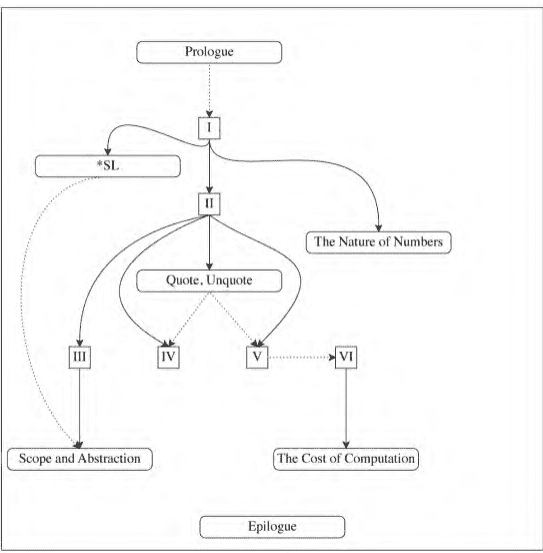 Prologue
I
*SL
II
The Nature of Numbers
Quote, Unquote
III
IV
V
VI
Scope and Abstraction
The Cost of Computation
Epilogue